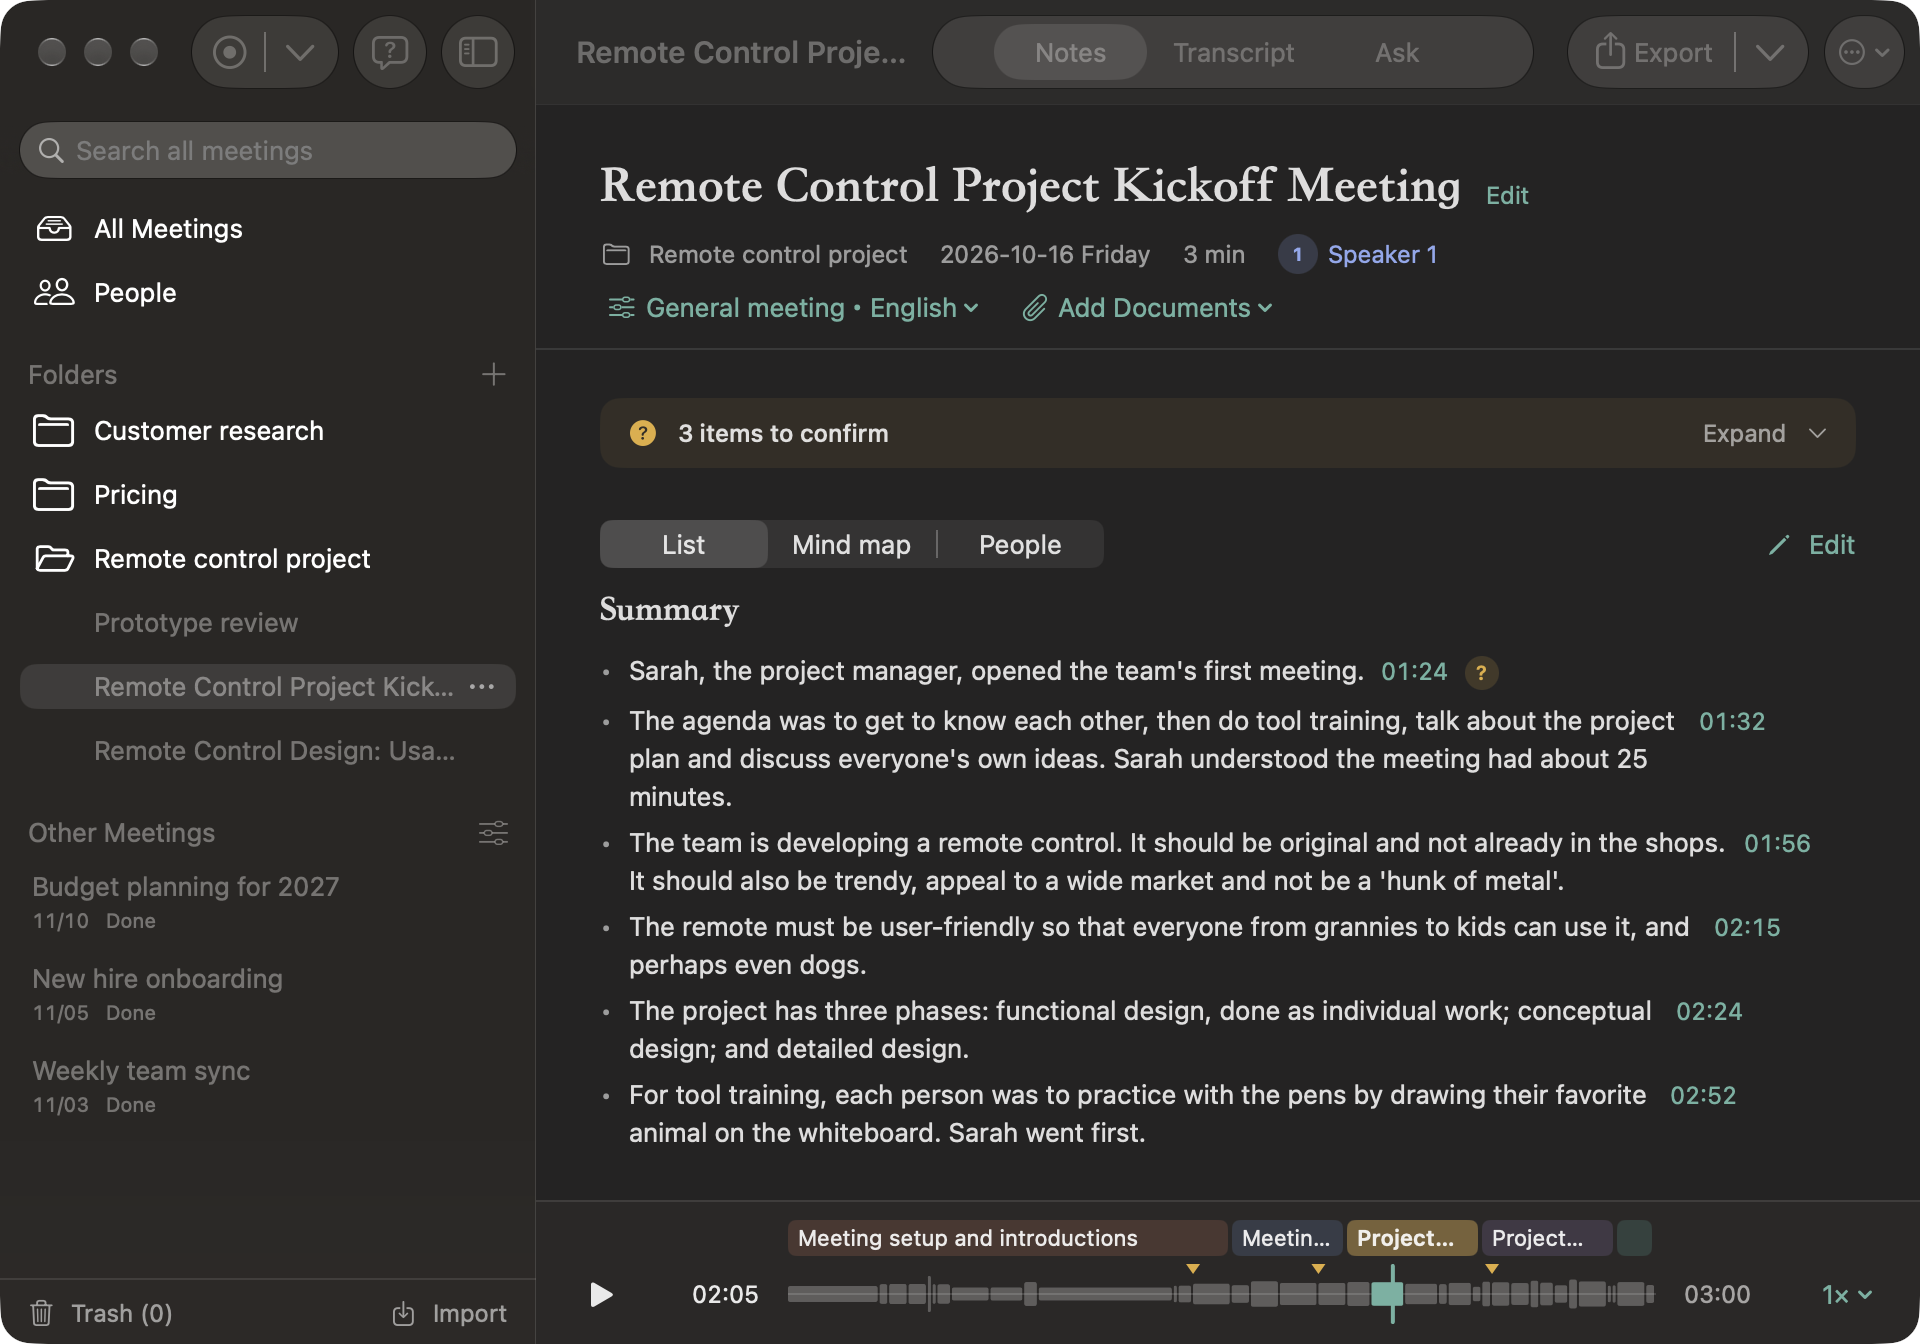 Remote Control Proje...
Notes
Transcript
Ask
Export
Search all meetings
All Meetings
People
Folders
Customer research
Pricing
Remote control project
Prototype review
Remote Control Project Kick...
Remote Control Design: Usa...
Other Meetings
Budget planning for 2027
11/10 Done
New hire onboarding
11/05 Done
Weekly team sync
11/03 Done
Trash (0)
Import
Remote Control Project Kickoff Meeting Edit
Remote control project 2026-10-16 Friday 3 min 1 Speaker 1
General meeting • English Add Documents
? 3 items to confirm Expand
List Mind map People Edit
Summary
• Sarah, the project manager, opened the team's first meeting. 01:24 ?
• The agenda was to get to know each other, then do tool training, talk about the project 01:32
plan and discuss everyone's own ideas. Sarah understood the meeting had about 25
minutes.
• The team is developing a remote control. It should be original and not already in the shops. 01:56
It should also be trendy, appeal to a wide market and not be a 'hunk of metal'.
• The remote must be user-friendly so that everyone from grannies to kids can use it, and 02:15
perhaps even dogs.
• The project has three phases: functional design, done as individual work; conceptual 02:24
design; and detailed design.
• For tool training, each person was to practice with the pens by drawing their favorite 02:52
animal on the whiteboard. Sarah went first.
Meeting setup and introductions Meetin... Project... Project...
02:05 03:00 1×